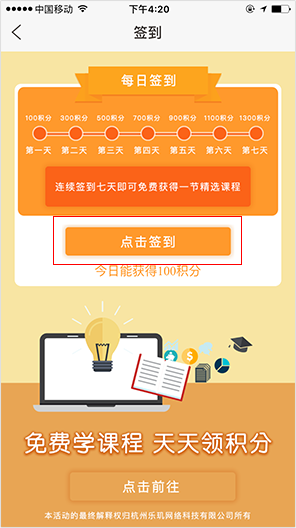 中国移动 下午4:20
签到
每日签到
100积分 300积分 500积分 700积分 900积分 1100积分 1300积分
第一天 第二天 第三天 第四天 第五天 第六天 第七天
连续签到七天即可免费获得一节精选课程
点击签到
今日能获得100积分
$
免费学课程 天天领积分
点击前往
本活动的最终解释权归杭州乐玑网络科技有限公司所有